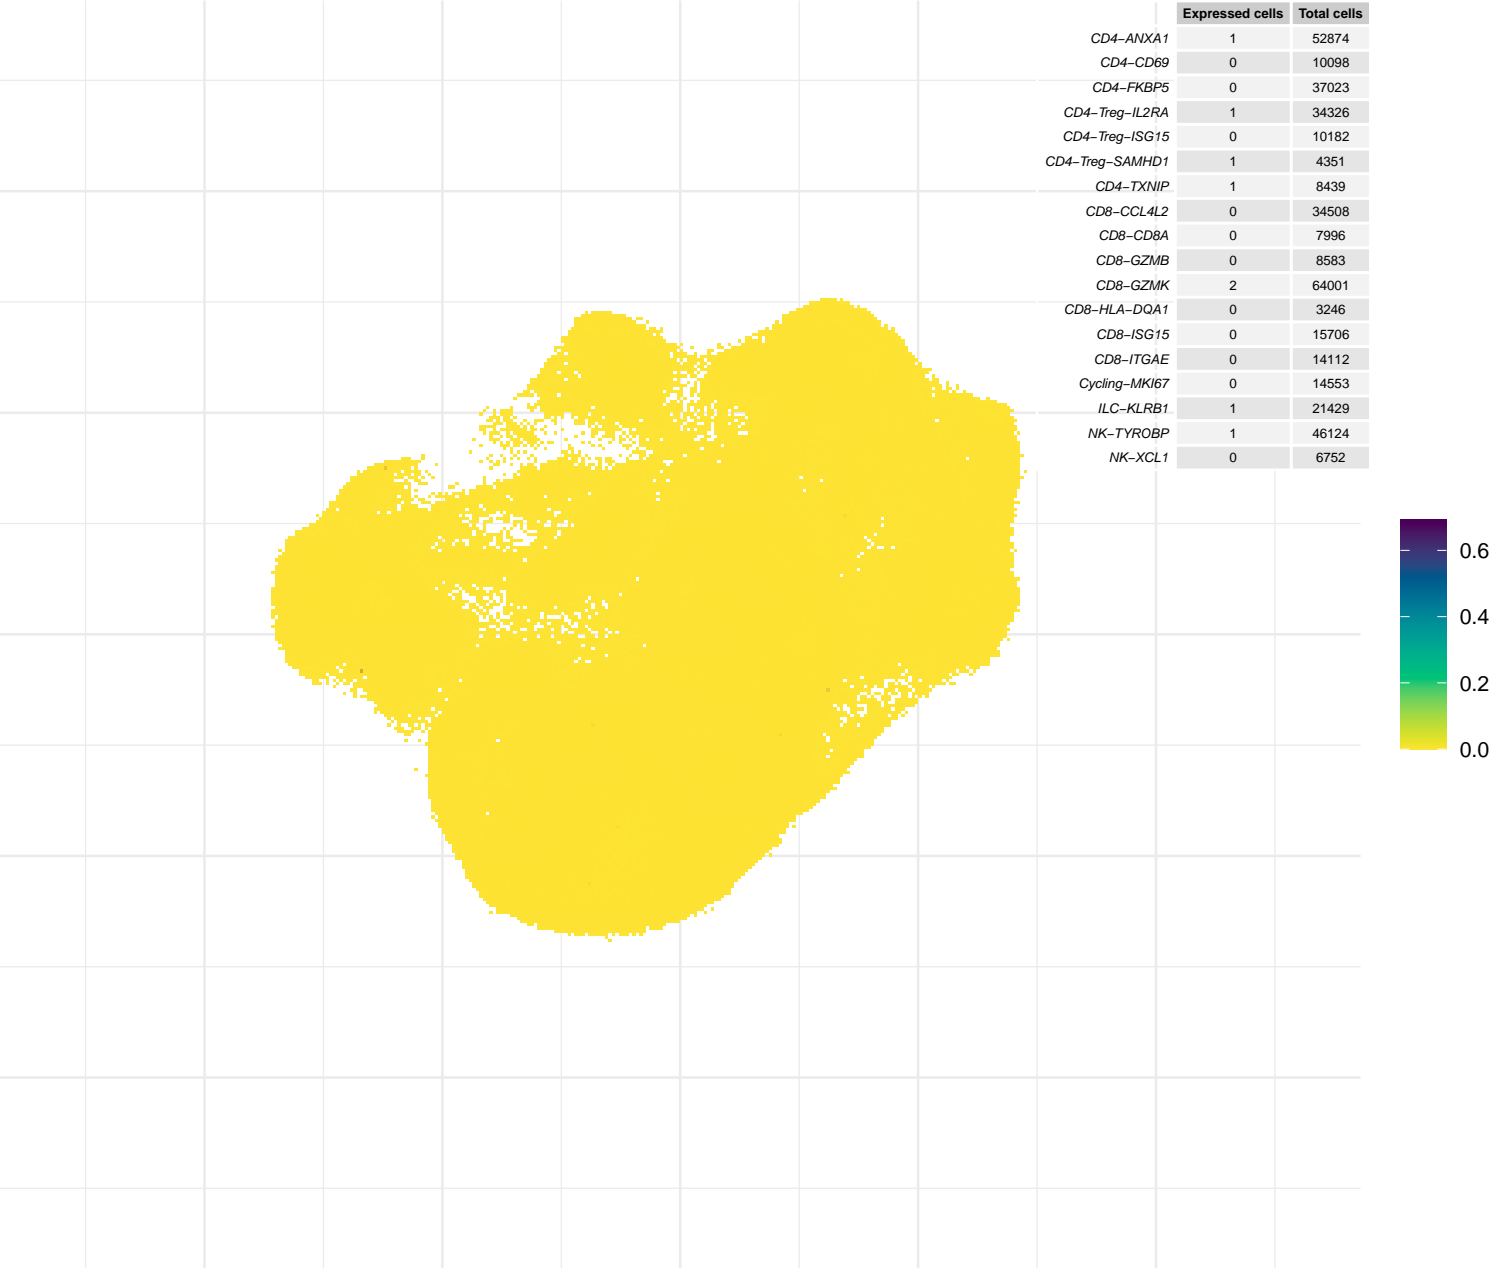 Expressed cells Total cells
CD4−ANXA1 1 52874
CD4−CD69 0 10098
CD4−FKBP5 0 37023
CD4−Treg−IL2RA 1 34326
CD4−Treg−ISG15 0 10182
CD4−Treg−SAMHD1 1 4351
CD4−TXNIP 1 8439
CD8−CCL4L2 0 34508
CD8−CD8A 0 7996
CD8−GZMB 0 8583
CD8−GZMK 2 64001
CD8−HLA−DQA1 0 3246
CD8−ISG15 0 15706
CD8−ITGAE 0 14112
Cycling−MKI67 0 14553
ILC−KLRB1 1 21429
NK−TYROBP 1 46124
NK−XCL1 0 6752
0.6
0.4
0.2
0.0